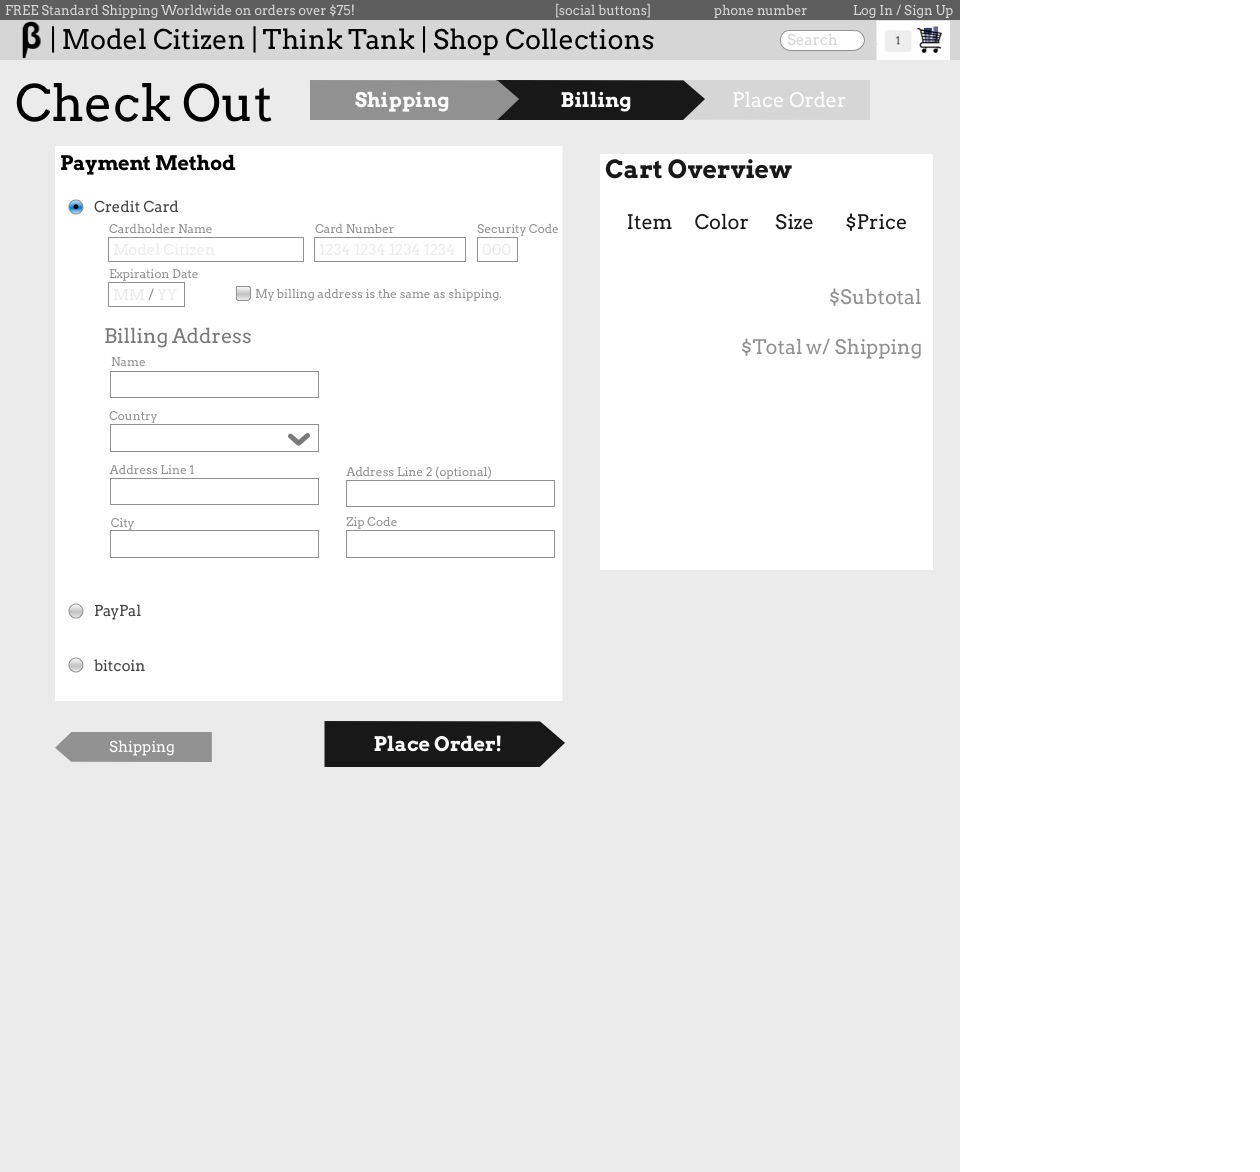 FREE Standard Shipping Worldwide on orders over $75! [social buttons] phone number Log In / Sign Up
β | Model Citizen | Think Tank | Shop Collections Search 1
Check Out Shipping Billing Place Order
Payment Method
Credit Card
Cardholder Name Card Number Security Code
Model Citizen 1234 1234 1234 1234 000
Expiration Date
MM / YY My billing address is the same as shipping.
Billing Address
Name
Country
Address Line 1 Address Line 2 (optional)
City Zip Code
PayPal
bitcoin
Shipping Place Order!
Cart Overview
Item Color Size $Price
$Subtotal
$Total w/ Shipping